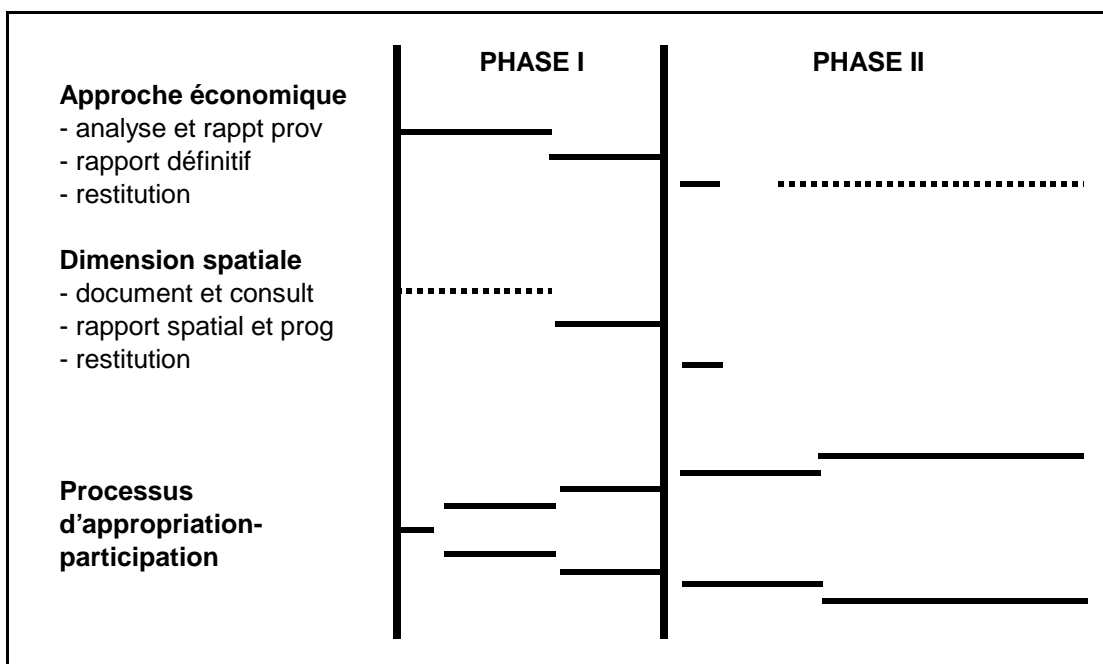 PHASE I
PHASE II
Approche économique
- analyse et rappt prov
- rapport définitif
- restitution
Dimension spatiale
- document et consult
- rapport spatial et prog
- restitution
Processus
d'appropriation-
participation